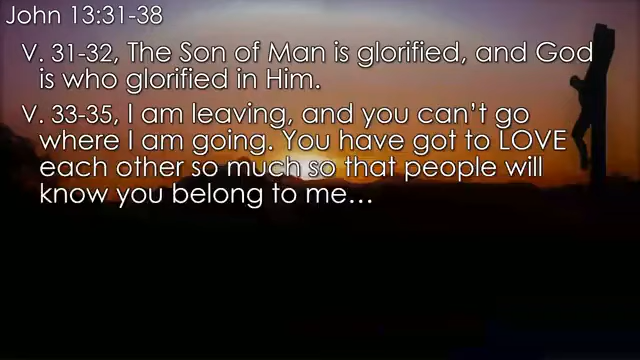 John 13:31-38
V. 31-32, The Son of Man is glorified, and God
is who glorified in Him.
V. 33-35, I am leaving, and you can’t go
where I am going. You have got to LOVE
each other so much so that people will
know you belong to me…